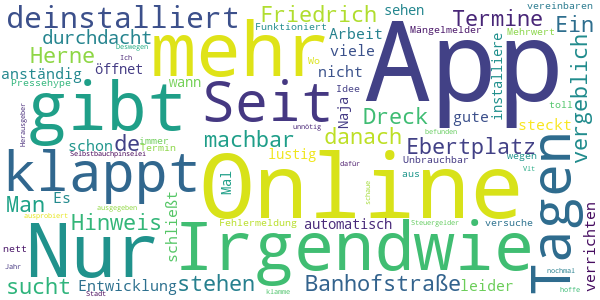 deinstalliert
Friedrich
sehen
Termine
vereinbaren
Ein
durchdacht
Funktioniert
Arbeit
Mängelmelder
Mehrwert
Herne
Deswegen
Ich
mehr
viele
App
anständig
öffnet
Wo
nicht
installiere
Pressehype
wann
Idee
toll
gibt
Seit
Naja
gute
vergeblich
Herausgeber
unnötig
Dreck
steckt
schon
de
immer
machbar
danach
Termin
Selbstbauchpinselei
lustig
Ebertplatz
befunden
klappt
Mal
dafür
Unbrauchbar
wegen
Vit
Man
Es
Online
aus
schaue
Tagen
verrichten
ausprobiert
ausgegeben
Hinweis
schließt
Fehlermeldung
automatisch
Steuergelder
versuche
Nur
Irgendwie
nett
sucht
Entwicklung
stehen
Banhofstraße
leider
nochmal
Jahr
Stadt
klamme
hoffe